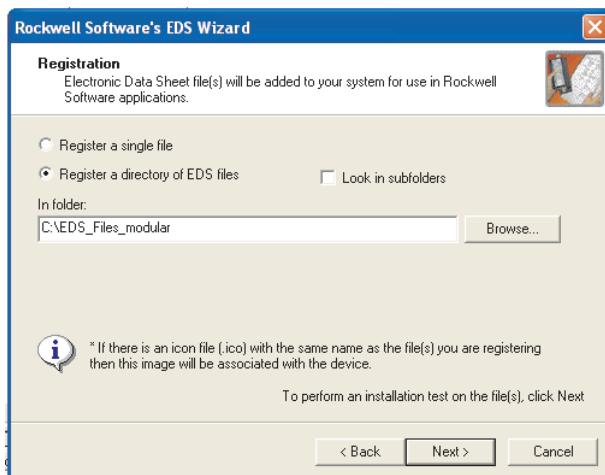 Rockwell Software's EDS Wizard
Registration
Electronic Data Sheet file(s) will be added to your system for use in Rockwell
Software applications.
Register a single file
Register a directory of EDS files
Look in subfolders
In folder:
C:\EDS_Files_modular
Browse...
* If there is an icon file (.ico) with the same name as the file(s) you are registering
then this image will be associated with the device.
To perform an installation test on the file(s), click Next
< Back
Next >
Cancel